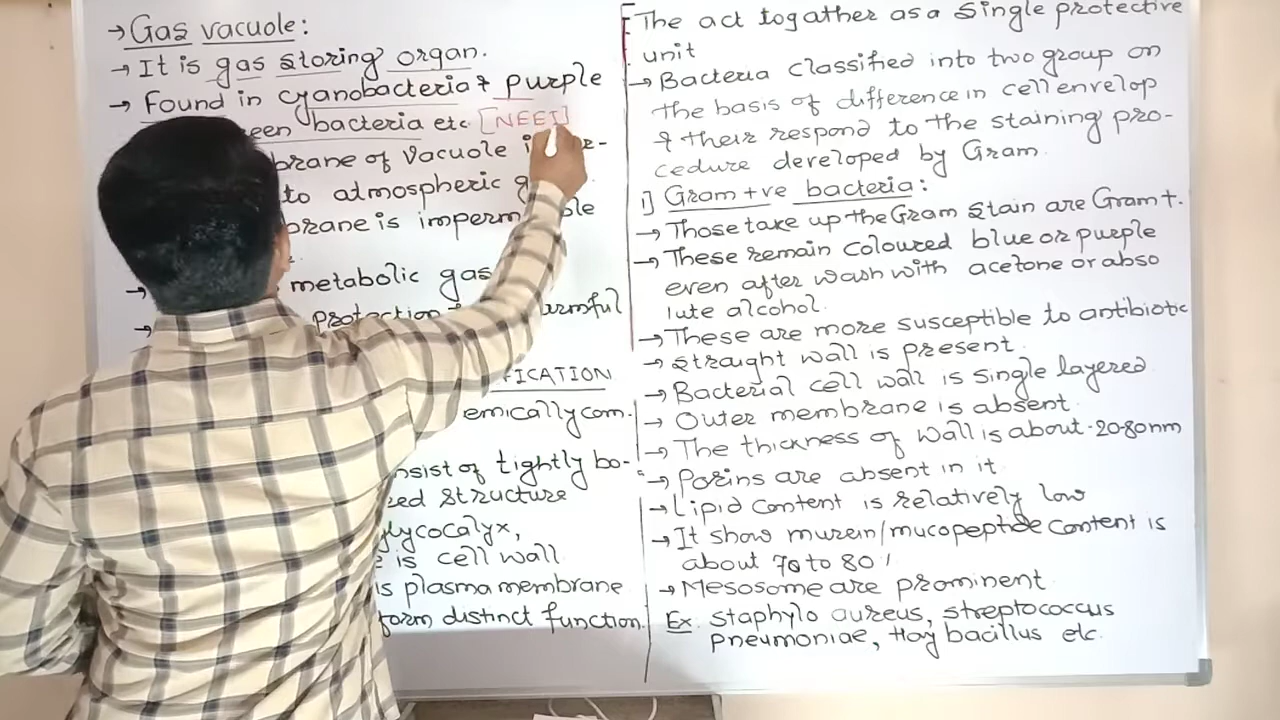 → Gas vacuole:
→ It is gas storing organ.
→ Found in cyanobacteria & purple
een bacteria etc [NEET]
brane of Vacuole
to atmospheric g
brane is imperm ble
→ metabolic gas
→ protection rmful
FICATION
emically com-
nsist of tightly bo-
red structure
glycocalyx,
is cell wall
is plasma membrane
form distinct function.
The act togather as a single protective
unit
→ Bacteria classified into two group on
the basis of difference in cell envelop
& their respond to the staining pro-
cedure developed by Gram.
1] Gram +ve bacteria:
→ Those take up the Gram Stain are Gram+.
→ These remain coloured blue or purple
even after wash with acetone or abso
lute alcohol.
→ These are more susceptible to antibiotic
→ straight wall is present.
→ Bacterial cell wall is single layered
→ Outer membrane is absent.
→ The thickness of wall is about-20-80nm
→ Porins are absent in it
→ Lipid content is relatively low
→ It show murein/mucopeptide content is
about 70 to 80 /
→ Mesosome are prominent
Ex. staphylo aureus, streptococcus
pneumoniae, Hay bacillus etc.